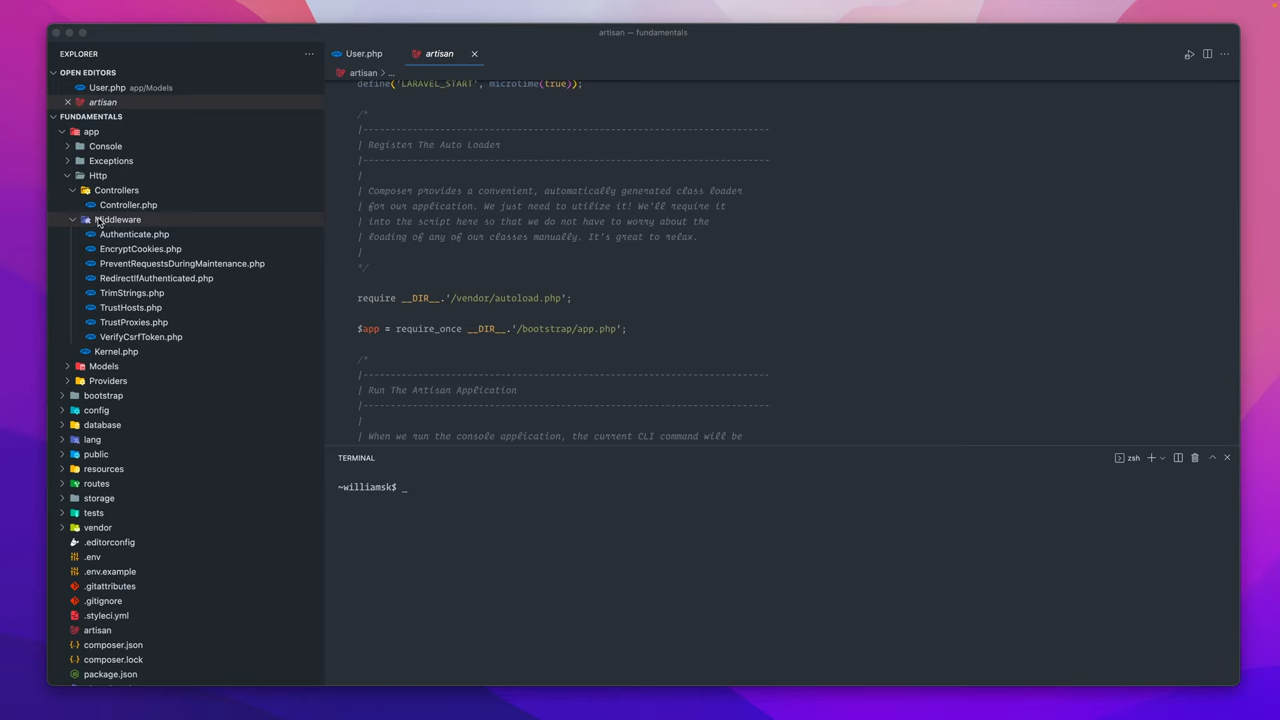 artisan — fundamentals
EXPLORER
OPEN EDITORS
User.php app/Models
artisan
FUNDAMENTALS
app
Console
Exceptions
Http
Controllers
Controller.php
Middleware
Authenticate.php
EncryptCookies.php
PreventRequestsDuringMaintenance.php
RedirectIfAuthenticated.php
TrimStrings.php
TrustHosts.php
TrustProxies.php
VerifyCsrfToken.php
Kernel.php
Models
Providers
bootstrap
config
database
lang
public
resources
routes
storage
tests
vendor
.editorconfig
.env
.env.example
.gitattributes
.gitignore
.styleci.yml
artisan
composer.json
composer.lock
package.json
User.php
artisan
artisan > ...
define('LARAVEL_START', microtime(true));
/*
|--------------------------------------------------------------------------
| Register The Auto Loader
|--------------------------------------------------------------------------
|
| Composer provides a convenient, automatically generated class loader
| for our application. We just need to utilize it! We'll require it
| into the script here so that we do not have to worry about the
| loading of any of our classes manually. It's great to relax.
|
*/
require __DIR__.'/vendor/autoload.php';
$app = require_once __DIR__.'/bootstrap/app.php';
/*
|--------------------------------------------------------------------------
| Run The Artisan Application
|--------------------------------------------------------------------------
|
| When we run the console application, the current CLI command will be
TERMINAL
zsh
~williamsk$ _